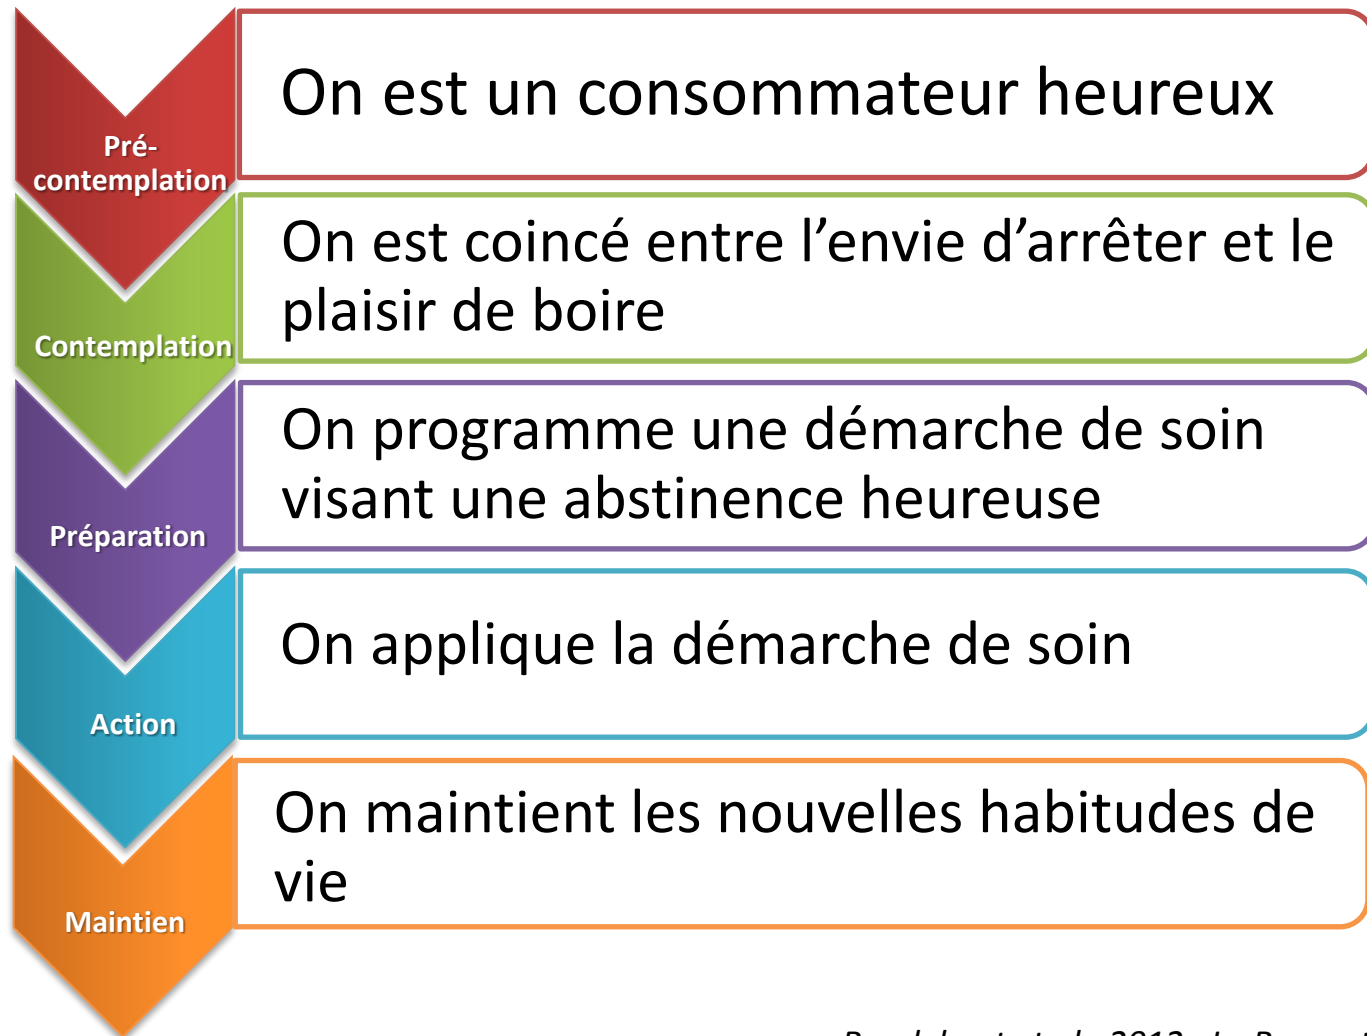 Pré-
contemplation
On est un consommateur heureux
Contemplation
On est coincé entre l’envie d’arrêter et le
plaisir de boire
Préparation
On programme une démarche de soin
visant une abstinence heureuse
Action
On applique la démarche de soin
Maintien
On maintient les nouvelles habitudes de
vie